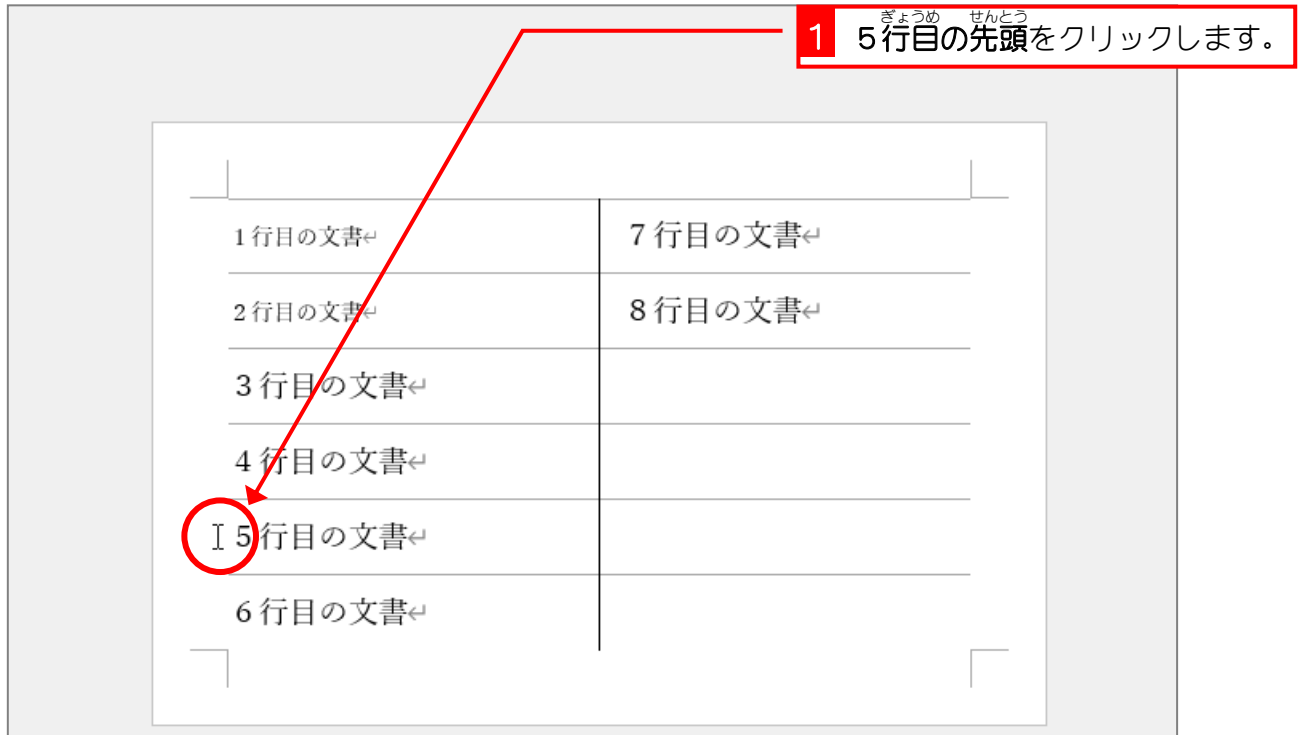 ぎょうめ せんとう
1 5行目の先頭をクリックします。
1行目の文書↵
2行目の文書↵
3行目の文書↵
4行目の文書↵
5行目の文書↵
6行目の文書↵
7行目の文書↵
8行目の文書↵